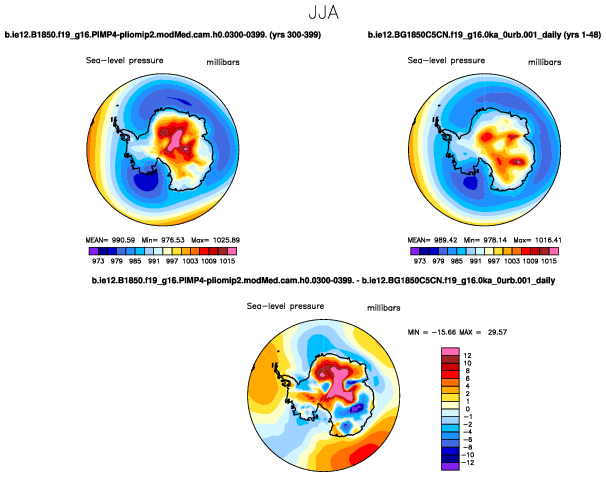 JJA
b.ie12.B1850.f19_g16.PIMP4-pliomip2.modMed.cam.h0.0300-0399. (yrs 300-399)
b.ie12.BG1850C5CN.f19_g16.0ka_0urb.001_daily (yrs 1-48)
Sea-level pressure millibars
Sea-level pressure millibars
MEAN= 990.59 Min= 976.53 Max= 1025.89
MEAN= 989.42 Min= 978.14 Max= 1016.41
973 979 985 991 997 1003 1009 1015
973 979 985 991 997 1003 1009 1015
b.ie12.B1850.f19_g16.PIMP4-pliomip2.modMed.cam.h0.0300-0399. - b.ie12.BG1850C5CN.f19_g16.0ka_0urb.001_daily
Sea-level pressure millibars
MIN = -15.66 MAX = 29.57
12
10
8
6
4
2
1
0
-1
-2
-4
-6
-8
-10
-12